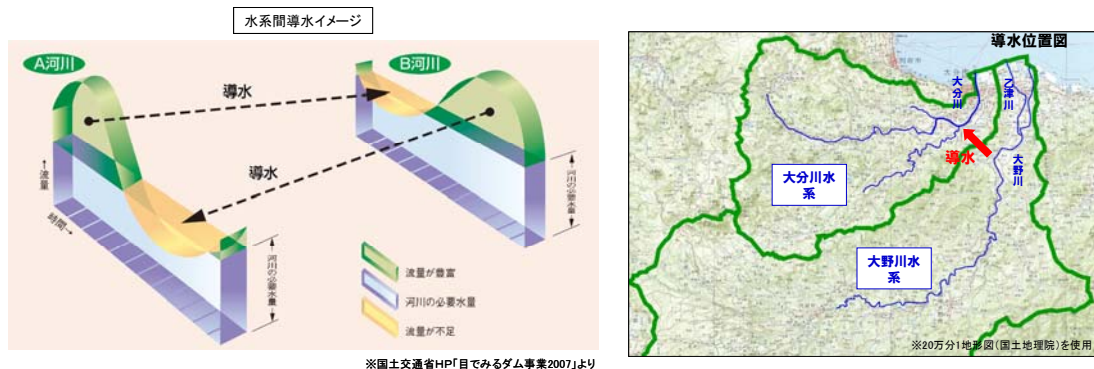 水系間導水イメージ
A河川
B河川
導水
導水
←流量
時間→
←河川の必要水量→
←河川の必要水量→
流量が豊富
河川の必要水量
流量が不足
※国土交通省HP「目でみるダム事業2007」より
導水位置図
大分川
乙津川
大野川
導水
大分川水
系
大野川水
系
※20万分1地形図(国土地理院)を使用